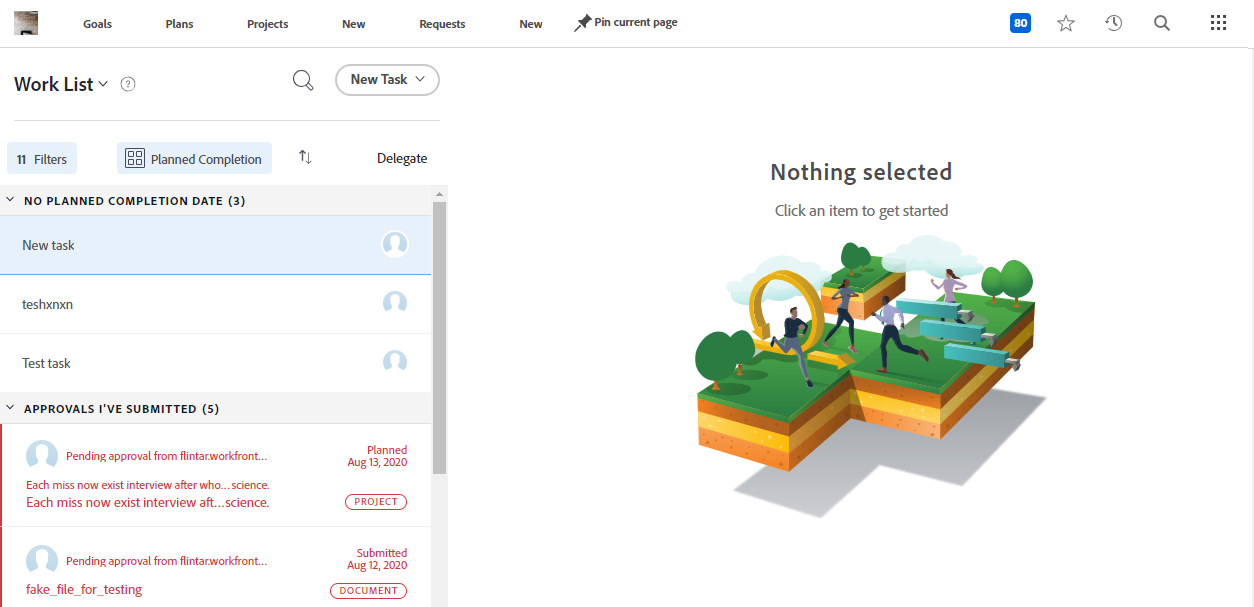 Goals Plans Projects New Requests New Pin current page 80
Work List ? New Task
11 Filters Planned Completion Delegate
NO PLANNED COMPLETION DATE (3)
New task
teshxnxn
Test task
APPROVALS I'VE SUBMITTED (5)
Pending approval from flintar.workfront... Planned
Aug 13, 2020
Each miss now exist interview after who...science.
Each miss now exist interview aft...science. PROJECT
Pending approval from flintar.workfront... Submitted
Aug 12, 2020
fake_file_for_testing DOCUMENT
Nothing selected
Click an item to get started